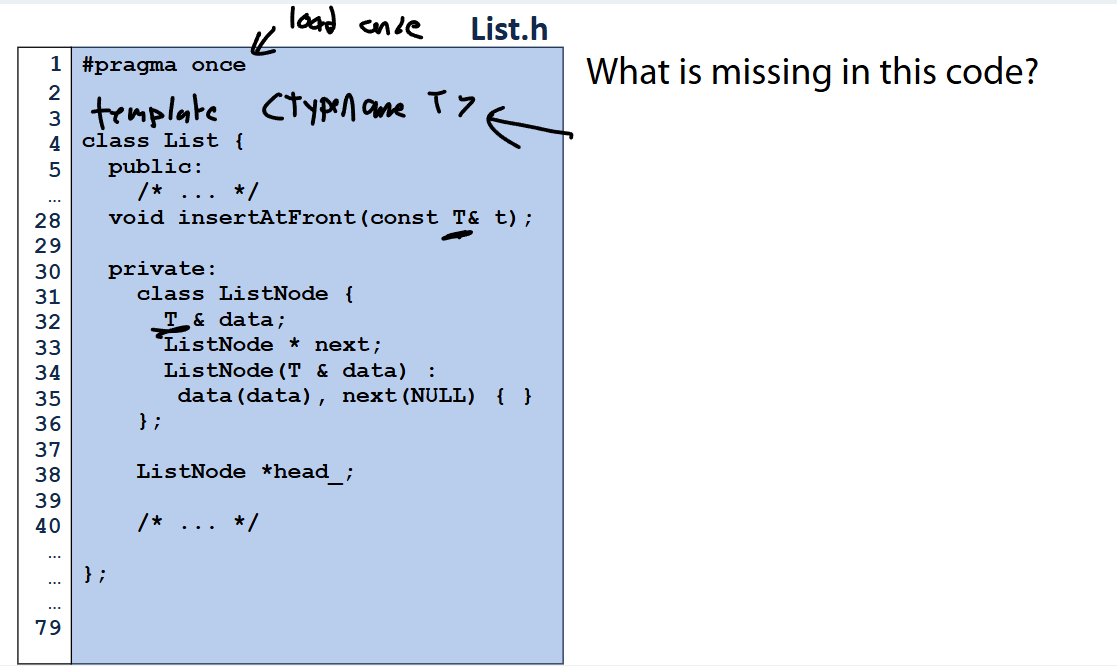 load once
List.h
What is missing in this code?
1 #pragma once
2
3 template <typename T>
4 class List {
5 public:
... /* ... */
28 void insertAtFront(const T& t);
29
30 private:
31 class ListNode {
32 T & data;
33 ListNode * next;
34 ListNode(T & data) :
35 data(data), next(NULL) { }
36 };
37
38 ListNode *head_;
39
40 /* ... */
...
... };
...
79